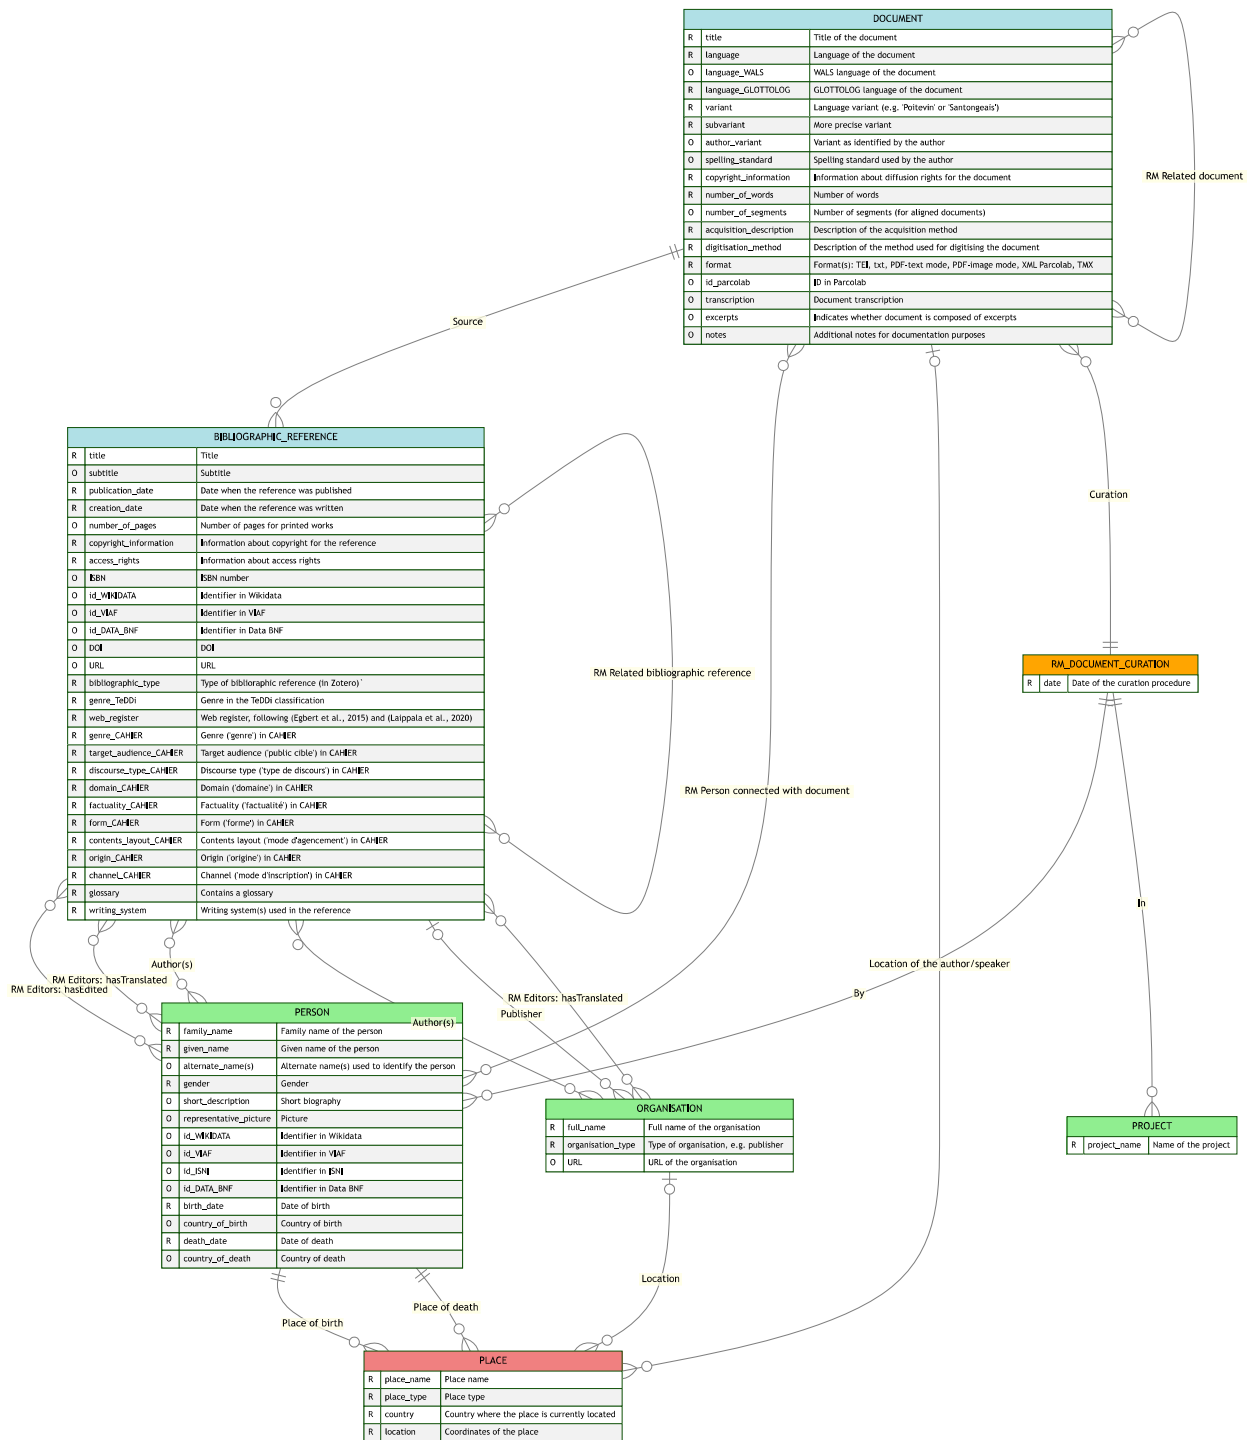 DOCUMENT
R title Title of the document
R language Language of the document
O language_WALS WALS language of the document
R language_GLOTTOLOG GLOTTOLOG language of the document
R variant Language variant (e.g. 'Poitevin' or 'Santongeais')
R subvariant More precise variant
O author_variant Variant as identified by the author
O spelling_standard Spelling standard used by the author
R copyright_information Information about diffusion rights for the document
R number_of_words Number of words
O number_of_segments Number of segments (for aligned documents)
R acquisition_description Description of the acquisition method
R digitisation_method Description of the method used for digitising the document
R format Format(s): TEI, txt, PDF-text mode, PDF-image mode, XML Parcolab, TMX
O id_parcolab ID in Parcolab
O transcription Document transcription
O excerpts Indicates whether document is composed of excerpts
O notes Additional notes for documentation purposes
RM Related document
Source
BIBLIOGRAPHIC_REFERENCE
R title Title
O subtitle Subtitle
R publication_date Date when the reference was published
R creation_date Date when the reference was written
O number_of_pages Number of pages for printed works
R copyright_information Information about copyright for the reference
R access_rights Information about access rights
O ISBN ISBN number
O id_WIKIDATA Identifier in Wikidata
O id_VIAF Identifier in VIAF
O id_DATA_BNF Identifier in Data BNF
O DOI DOI
O URL URL
R bibliographic_type Type of biblioraphic reference (in Zotero)`
R genre_TeDDi Genre in the TeDDi classification
R web_register Web register, following (Egbert et al., 2015) and (Laippala et al., 2020)
R genre_CAHIER Genre ('genre') in CAHIER
R target_audience_CAHIER Target audience ('public cible') in CAHIER
R discourse_type_CAHIER Discourse type ('type de discours') in CAHIER
R domain_CAHIER Domain ('domaine') in CAHIER
R factuality_CAHIER Factuality ('factualité') in CAHIER
R form_CAHIER Form ('forme') in CAHIER
R contents_layout_CAHIER Contents layout ('mode d'agencement') in CAHIER
R origin_CAHIER Origin ('origine') in CAHIER
R channel_CAHIER Channel ('mode d'inscription') in CAHIER
R glossary Contains a glossary
R writing_system Writing system(s) used in the reference
RM Related bibliographic reference
Curation
RM_DOCUMENT_CURATION
R date Date of the curation procedure
RM Person connected with document
In
Location of the author/speaker
By
Author(s)
RM Editors: hasTranslated
RM Editors: hasEdited
RM Editors: hasTranslated
Publisher
Author(s)
PERSON
R family_name Family name of the person
R given_name Given name of the person
O alternate_name(s) Alternate name(s) used to identify the person
R gender Gender
O short_description Short biography
O representative_picture Picture
O id_WIKIDATA Identifier in Wikidata
O id_VIAF Identifier in VIAF
O id_ISNI Identifier in ISNI
O id_DATA_BNF Identifier in Data BNF
R birth_date Date of birth
O country_of_birth Country of birth
R death_date Date of death
O country_of_death Country of death
ORGANISATION
R full_name Full name of the organisation
R organisation_type Type of organisation, e.g. publisher
O URL URL of the organisation
PROJECT
R project_name Name of the project
Location
Place of death
Place of birth
PLACE
R place_name Place name
R place_type Place type
R country Country where the place is currently located
R location Coordinates of the place